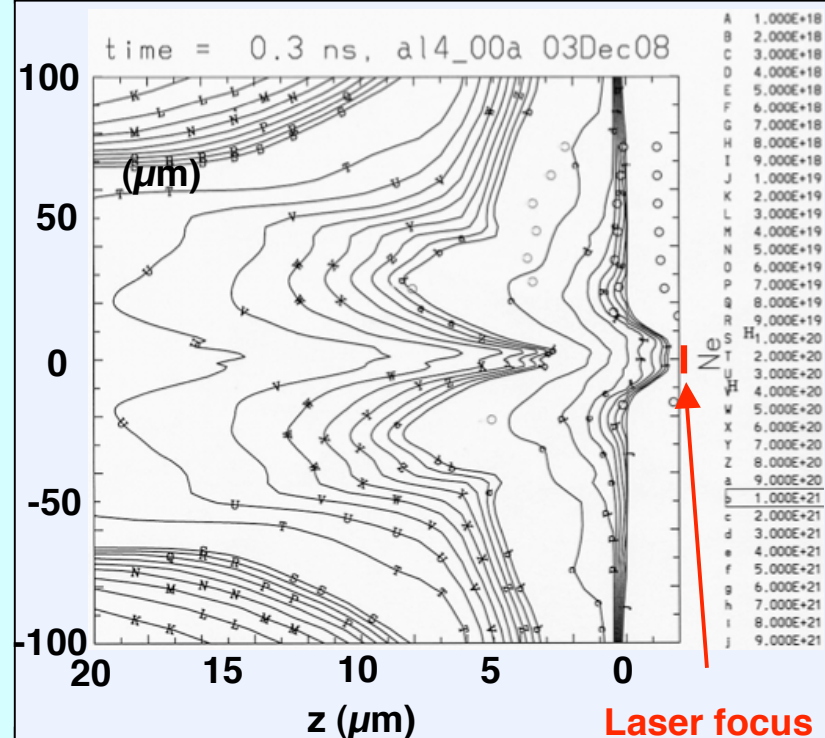 time = 0.3 ns, al4_00a 03Dec08
100
50
0
-50
-100
(μm)
20
15
10
5
0
z (μm)
Laser focus
Ne
H
H
A 1.000E+18
B 2.000E+18
C 3.000E+18
D 4.000E+18
E 5.000E+18
F 6.000E+18
G 7.000E+18
H 8.000E+18
I 9.000E+18
J 1.000E+19
K 2.000E+19
L 3.000E+19
M 4.000E+19
N 5.000E+19
O 6.000E+19
P 7.000E+19
Q 8.000E+19
R 9.000E+19
S 1.000E+20
T 2.000E+20
U 3.000E+20
V 4.000E+20
W 5.000E+20
X 6.000E+20
Y 7.000E+20
Z 8.000E+20
a 9.000E+20
b 1.000E+21
c 2.000E+21
d 3.000E+21
e 4.000E+21
f 5.000E+21
g 6.000E+21
h 7.000E+21
i 8.000E+21
j 9.000E+21